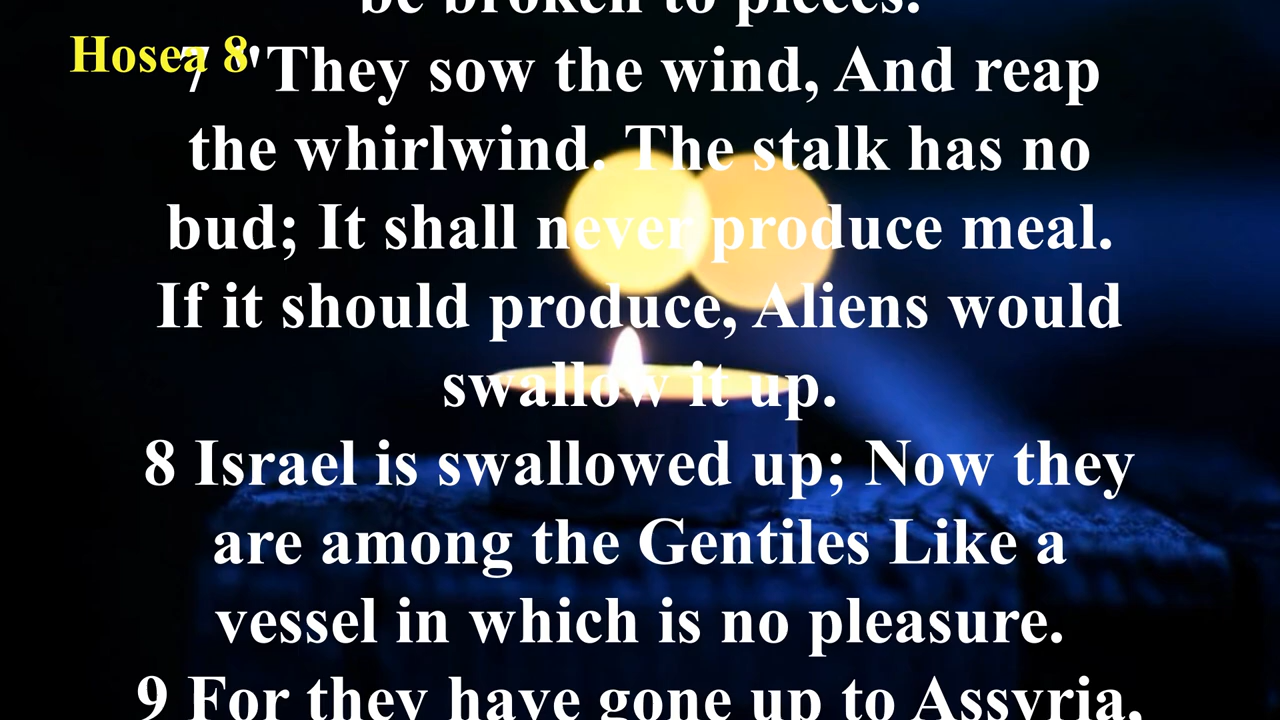 be broken to pieces.
Hosea 8
7 "They sow the wind, And reap
the whirlwind. The stalk has no
bud; It shall never produce meal.
If it should produce, Aliens would
swallow it up.
8 Israel is swallowed up; Now they
are among the Gentiles Like a
vessel in which is no pleasure.
9 For they have gone up to Assyria,